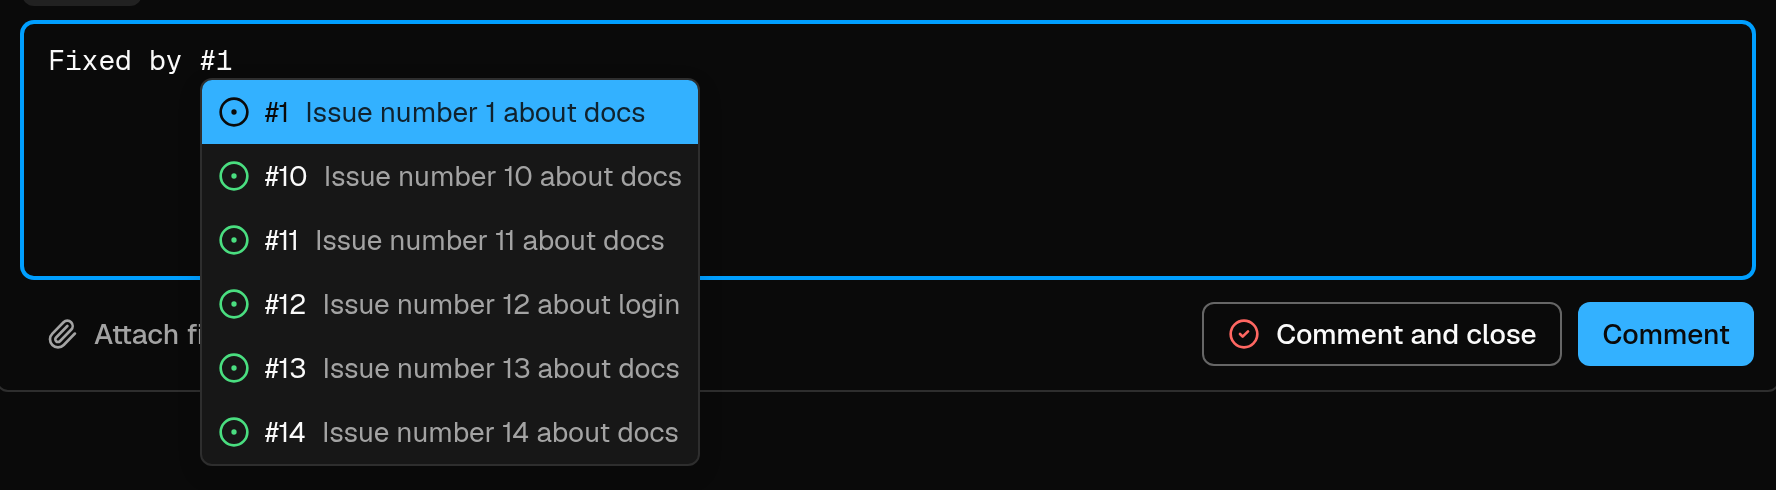 Fixed by #1
#1 Issue number 1 about docs
#10 Issue number 10 about docs
#11 Issue number 11 about docs
#12 Issue number 12 about login
#13 Issue number 13 about docs
#14 Issue number 14 about docs
Attach fi
Comment and close
Comment